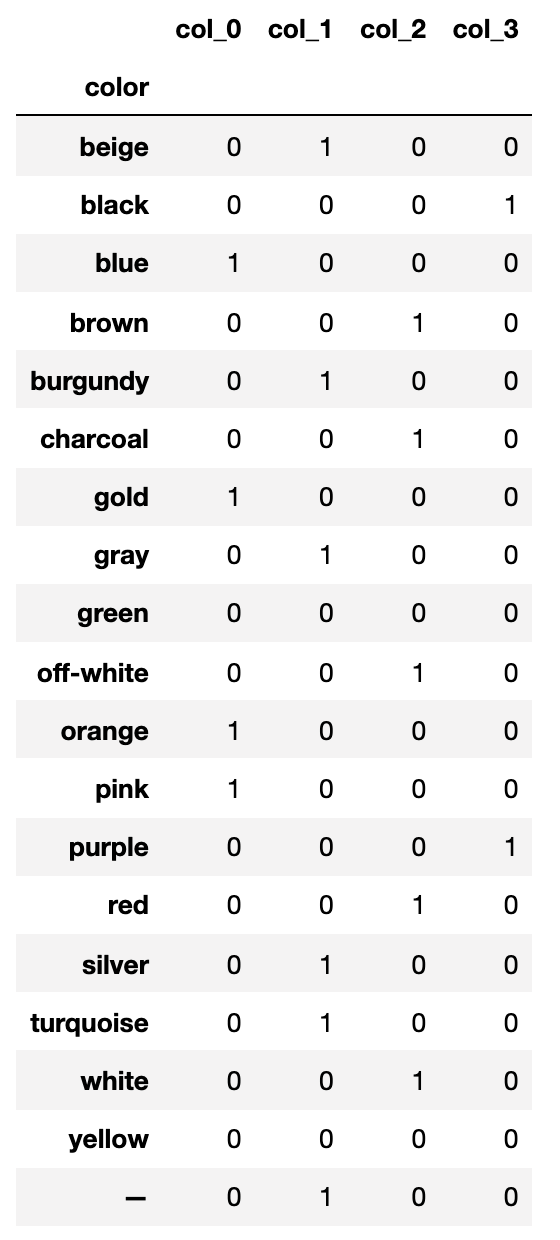 col_0 col_1 col_2 col_3
color
beige 0 1 0 0
black 0 0 0 1
blue 1 0 0 0
brown 0 0 1 0
burgundy 0 1 0 0
charcoal 0 0 1 0
gold 1 0 0 0
gray 0 1 0 0
green 0 0 0 0
off-white 0 0 1 0
orange 1 0 0 0
pink 1 0 0 0
purple 0 0 0 1
red 0 0 1 0
silver 0 1 0 0
turquoise 0 1 0 0
white 0 0 1 0
yellow 0 0 0 0
— 0 1 0 0